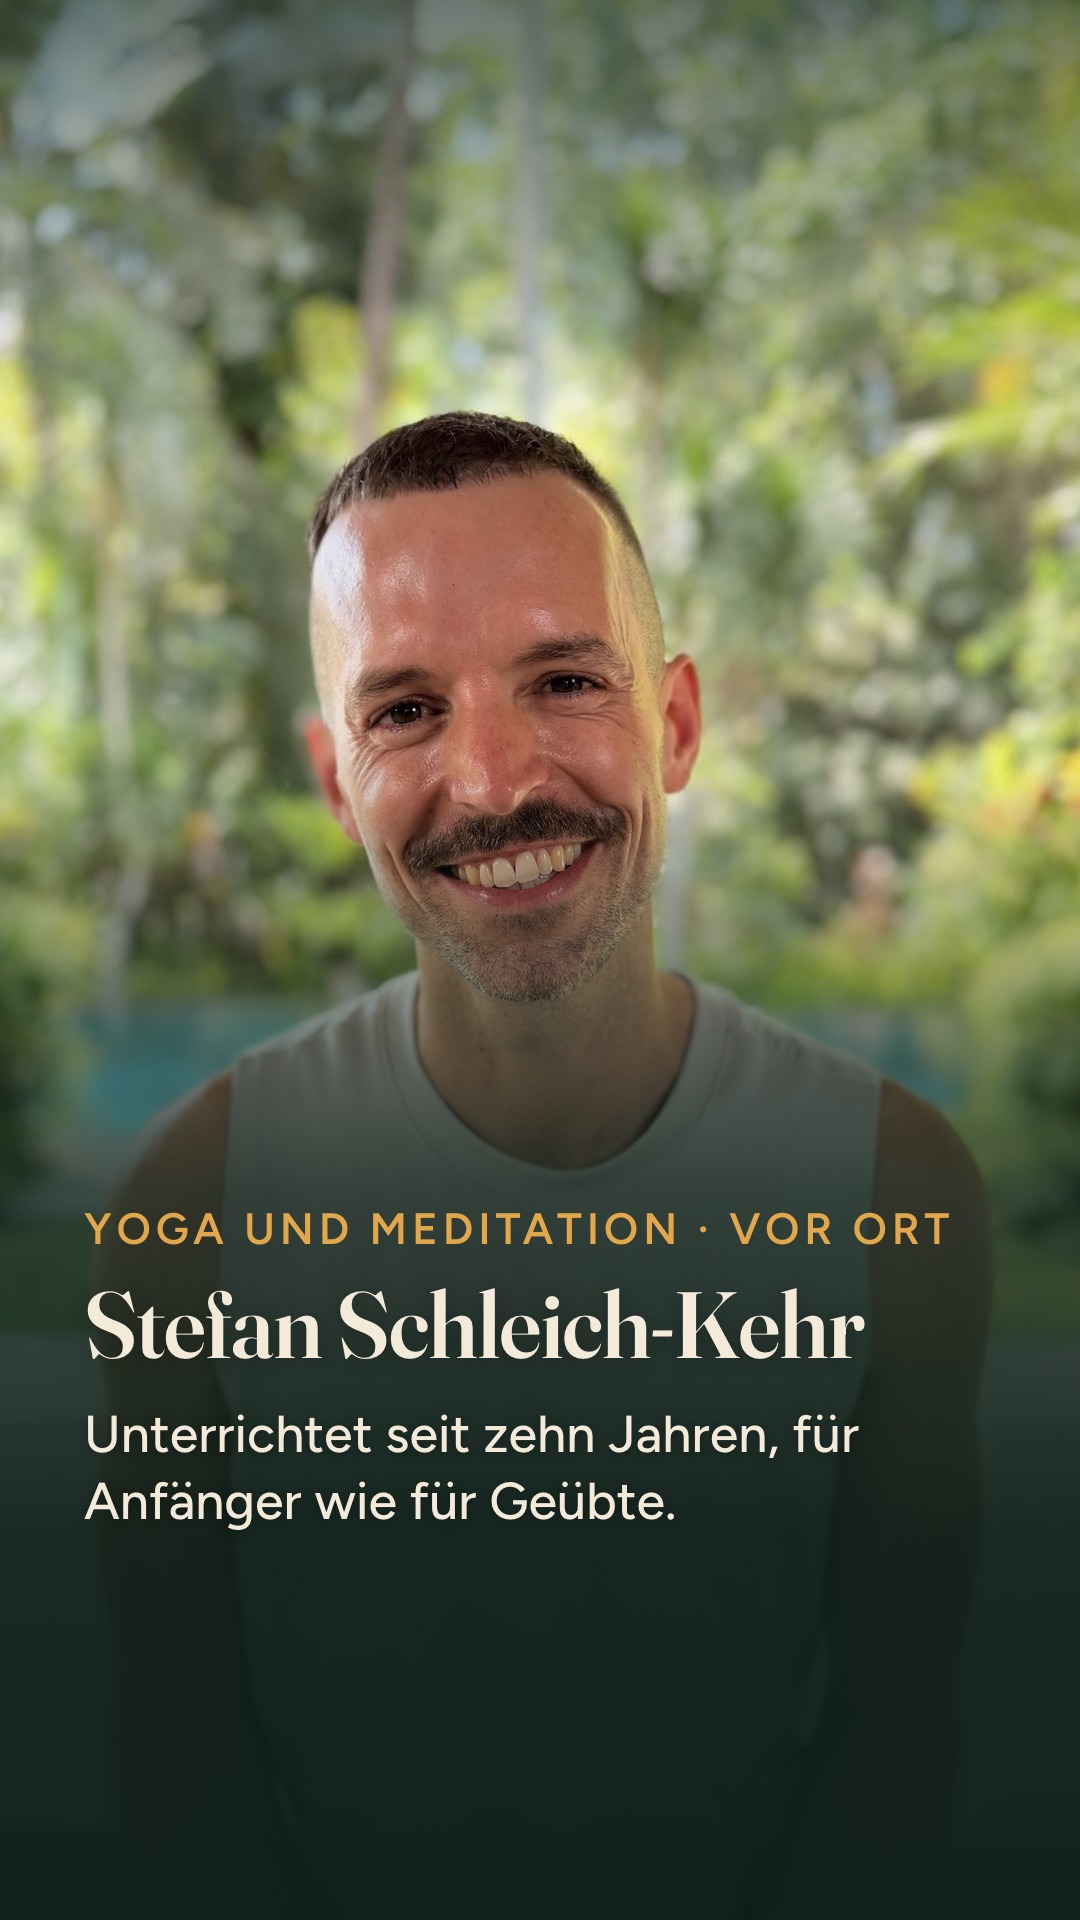 YOGA UND MEDITATION · VOR ORT
Stefan Schleich-Kehr
Unterrichtet seit zehn Jahren, für
Anfänger wie für Geübte.